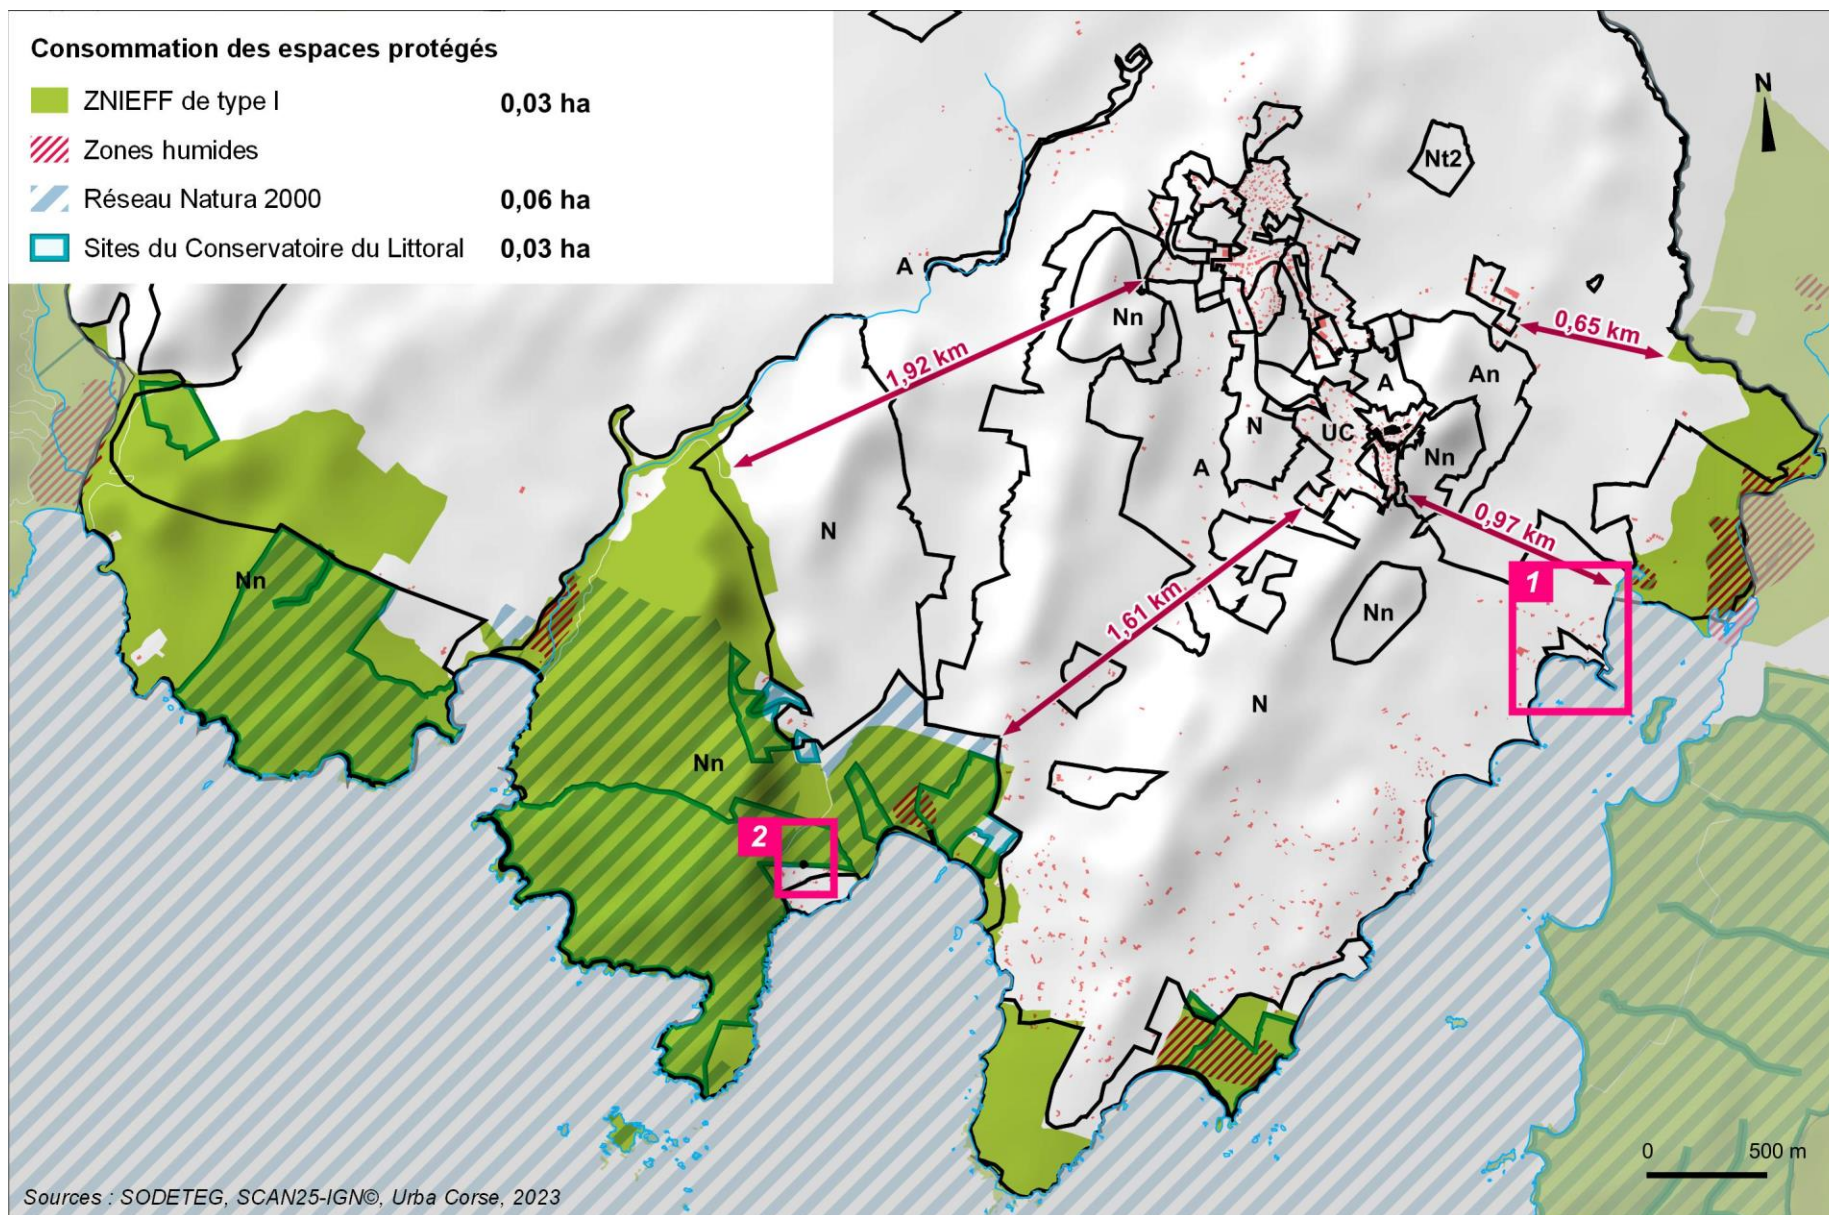 Consommation des espaces protégés
ZNIEFF de type I 0,03 ha
Zones humides
Réseau Natura 2000 0,06 ha
Sites du Conservatoire du Littoral 0,03 ha
N
Nt2
A
Nn
0,65 km
1,92 km
A
An
N
UC
Nn
A
N
0,97 km
1
Nn
1,61 km
Nn
N
Nn
2
0 500 m
Sources : SODETEG, SCAN25-IGN©, Urba Corse, 2023